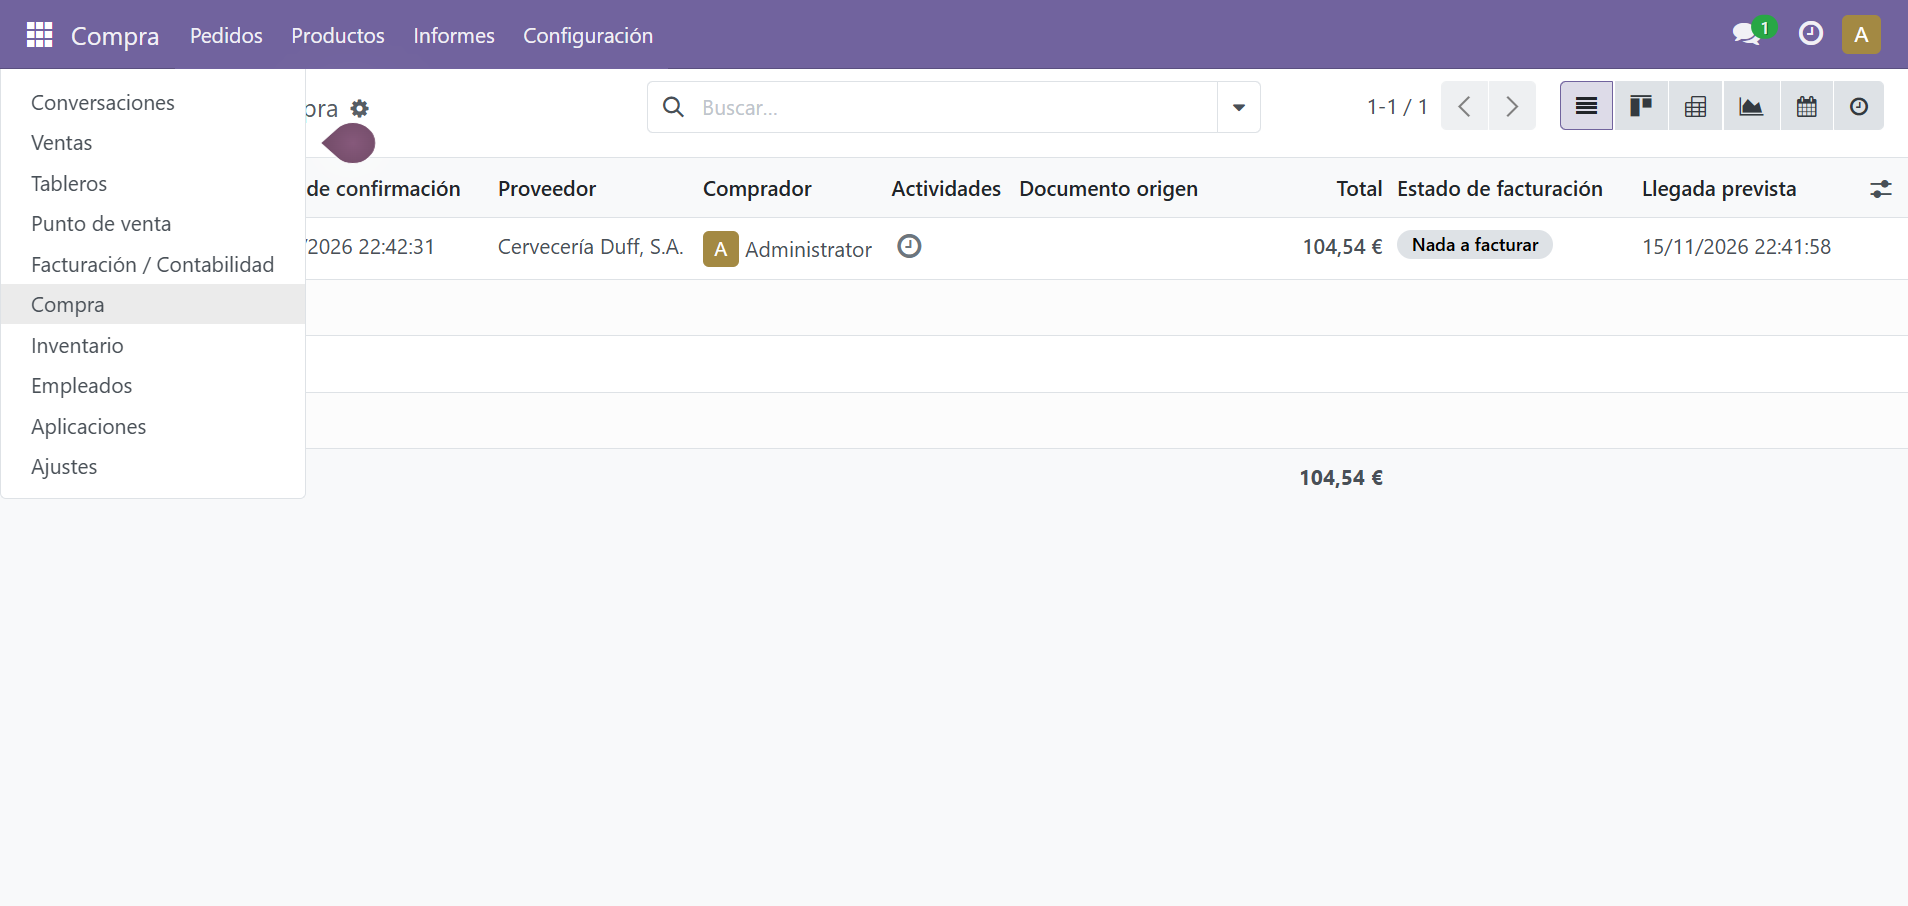 Compra Pedidos Productos Informes Configuración 1 A
Conversaciones
Ventas
Tableros
Punto de venta
Facturación / Contabilidad
Compra
Inventario
Empleados
Aplicaciones
Ajustes
pra Buscar... 1-1 / 1
de confirmación Proveedor Comprador Actividades Documento origen Total Estado de facturación Llegada prevista
/2026 22:42:31 Cervecería Duff, S.A. A Administrator 104,54 € Nada a facturar 15/11/2026 22:41:58
104,54 €